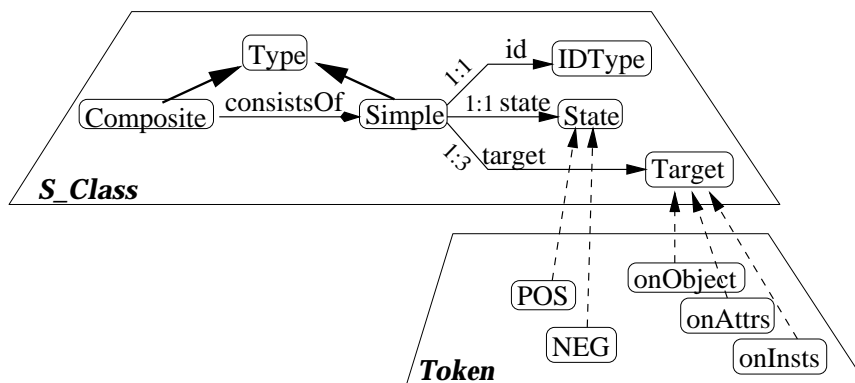 Type
id
IDType
1:1
Composite
consistsOf
Simple
1:1 state
State
1:3
target
Target
S_Class
POS
onObject
onAttrs
NEG
onInsts
Token